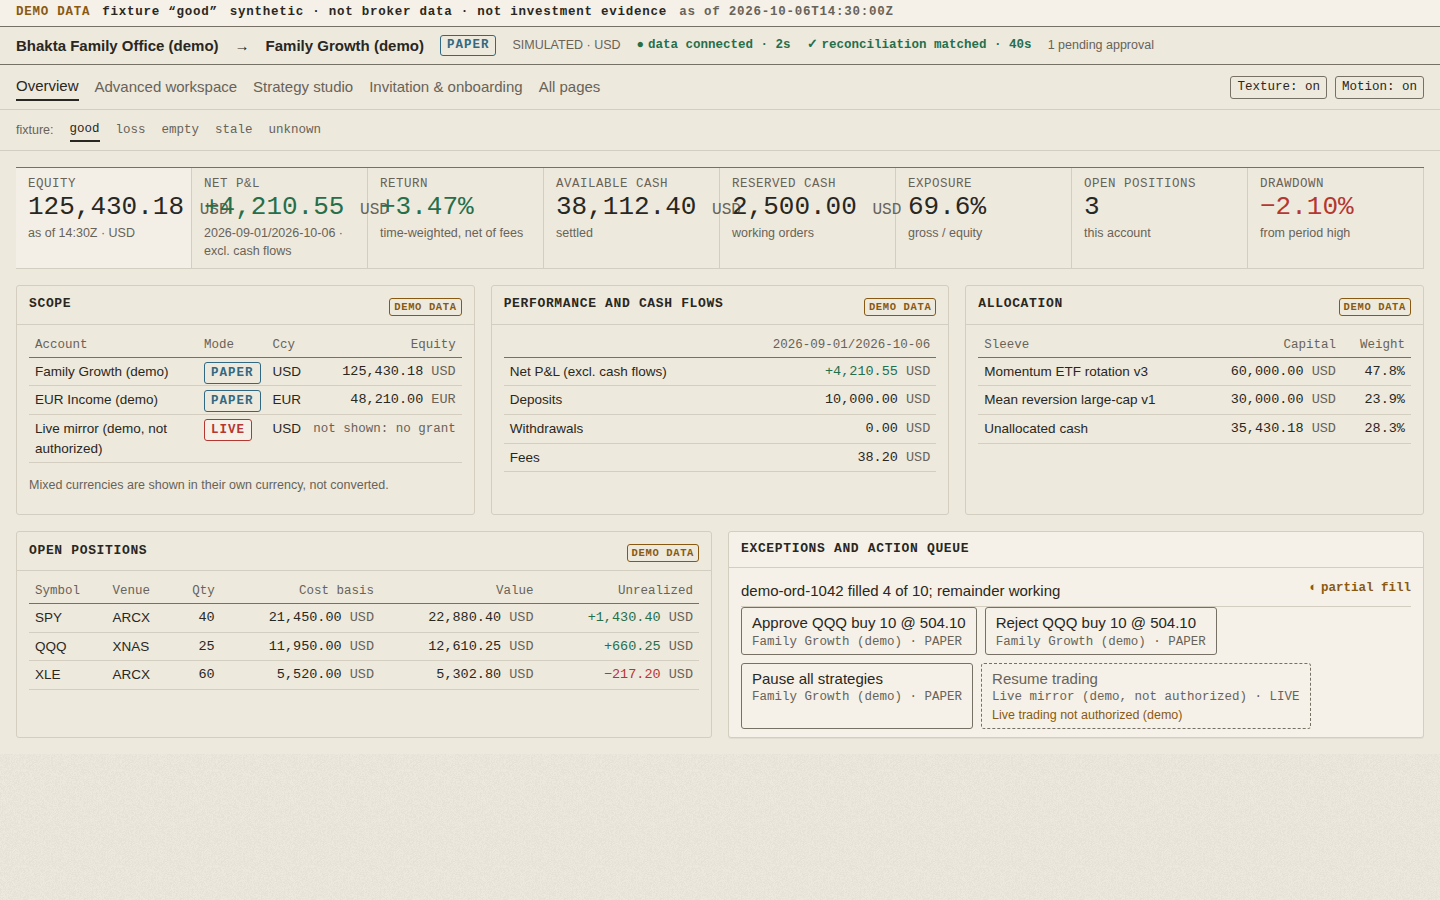 DEMO DATA fixture “good” synthetic · not broker data · not investment evidence as of 2026-10-06T14:30:00Z
Bhakta Family Office (demo) → Family Growth (demo) PAPER SIMULATED · USD ● data connected · 2s ✓ reconciliation matched · 40s 1 pending approval
Overview Advanced workspace Strategy studio Invitation & onboarding All pages Texture: on Motion: on
fixture: good loss empty stale unknown
EQUITY NET P&L RETURN AVAILABLE CASH RESERVED CASH EXPOSURE OPEN POSITIONS DRAWDOWN
125,430.18 USD +4,210.55 USD +3.47% 38,112.40 USD 2,500.00 USD 69.6% 3 −2.10%
as of 14:30Z · USD 2026-09-01/2026-10-06 · time-weighted, net of fees settled working orders gross / equity this account from period high
excl. cash flows
SCOPE DEMO DATA
Account Mode Ccy Equity
Family Growth (demo) PAPER USD 125,430.18 USD
EUR Income (demo) PAPER EUR 48,210.00 EUR
Live mirror (demo, not LIVE USD not shown: no grant
authorized)
Mixed currencies are shown in their own currency, not converted.
PERFORMANCE AND CASH FLOWS DEMO DATA
2026-09-01/2026-10-06
Net P&L (excl. cash flows) +4,210.55 USD
Deposits 10,000.00 USD
Withdrawals 0.00 USD
Fees 38.20 USD
ALLOCATION DEMO DATA
Sleeve Capital Weight
Momentum ETF rotation v3 60,000.00 USD 47.8%
Mean reversion large-cap v1 30,000.00 USD 23.9%
Unallocated cash 35,430.18 USD 28.3%
OPEN POSITIONS DEMO DATA
Symbol Venue Qty Cost basis Value Unrealized
SPY ARCX 40 21,450.00 USD 22,880.40 USD +1,430.40 USD
QQQ XNAS 25 11,950.00 USD 12,610.25 USD +660.25 USD
XLE ARCX 60 5,520.00 USD 5,302.80 USD −217.20 USD
EXCEPTIONS AND ACTION QUEUE
demo-ord-1042 filled 4 of 10; remainder working partial fill
Approve QQQ buy 10 @ 504.10 Reject QQQ buy 10 @ 504.10
Family Growth (demo) · PAPER Family Growth (demo) · PAPER
Pause all strategies Resume trading
Family Growth (demo) · PAPER Live mirror (demo, not authorized) · LIVE
Live trading not authorized (demo)